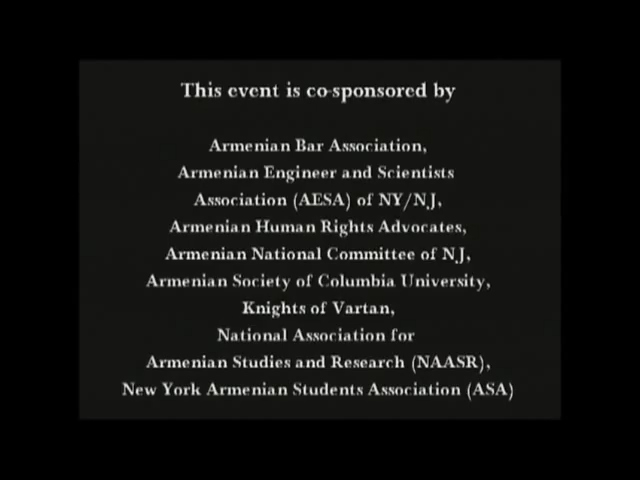 This event is co-sponsored by
Armenian Bar Association,
Armenian Engineer and Scientists
Association (AESA) of NY/NJ,
Armenian Human Rights Advocates,
Armenian National Committee of NJ,
Armenian Society of Columbia University,
Knights of Vartan,
National Association for
Armenian Studies and Research (NAASR),
New York Armenian Students Association (ASA)